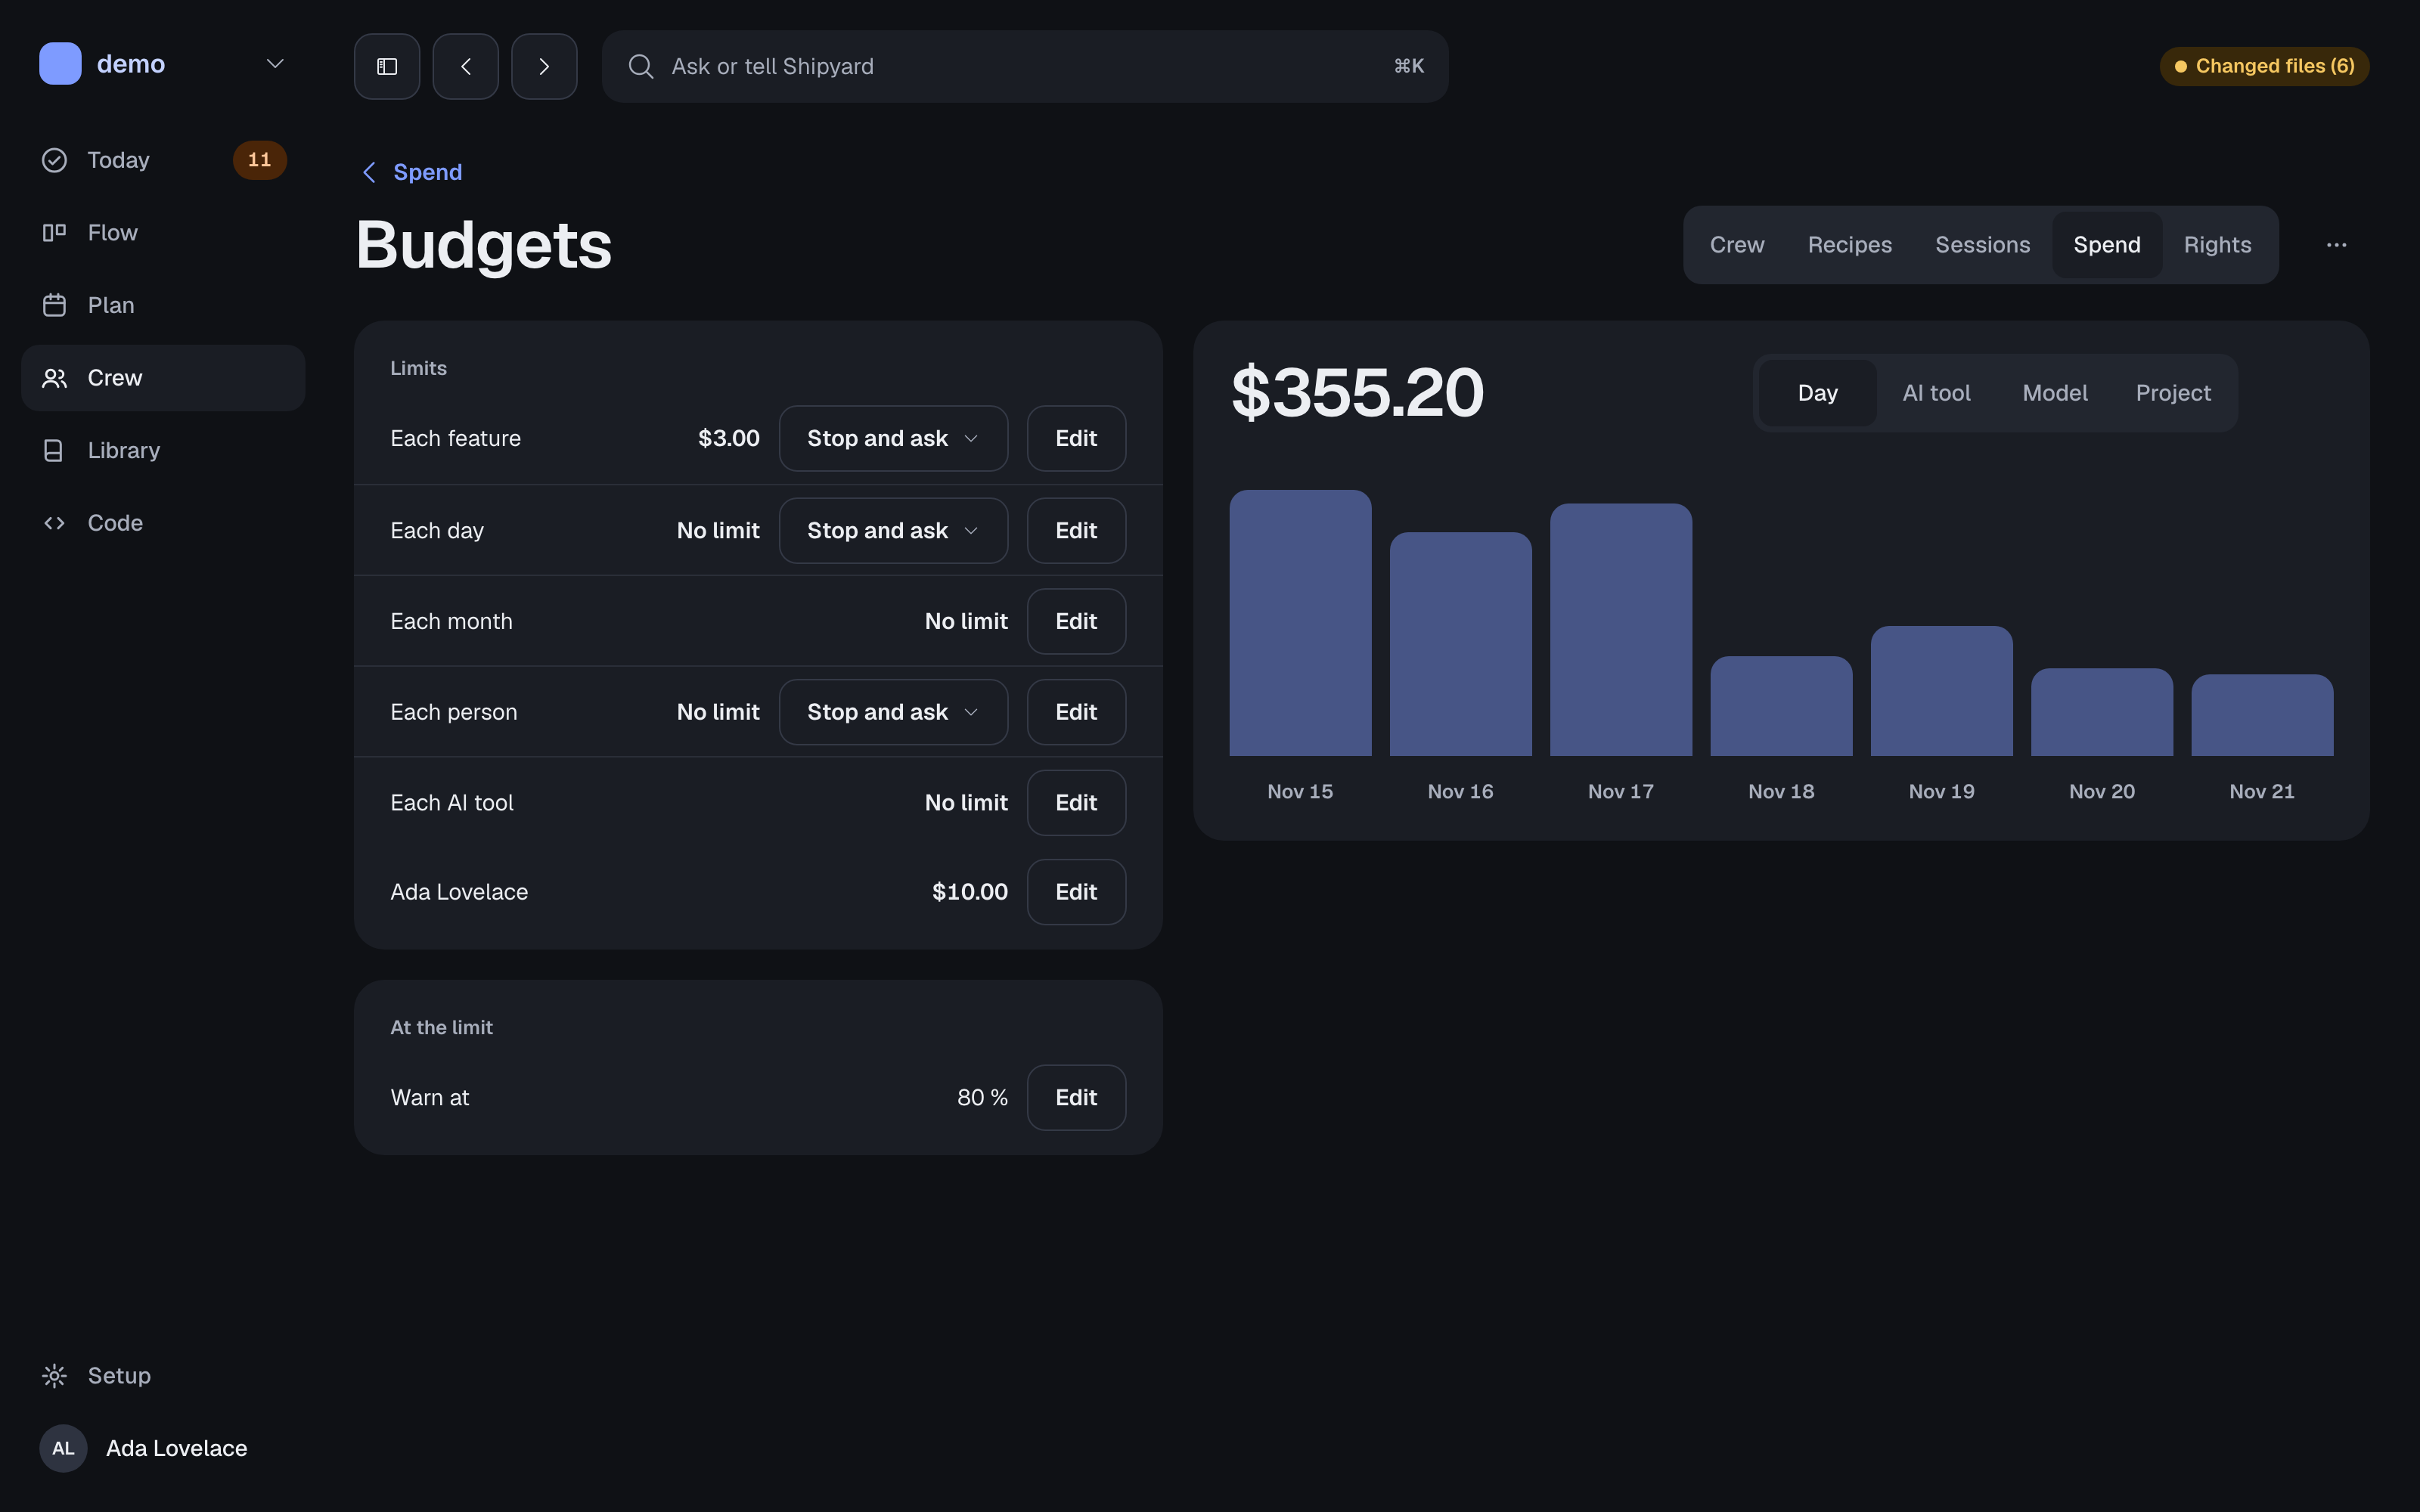 demo
Ask or tell Shipyard
⌘K
Changed files (6)
Today
11
Flow
Plan
Crew
Library
Code
Setup
AL
Ada Lovelace
Spend
Budgets
Crew
Recipes
Sessions
Spend
Rights
Limits
Each feature $3.00 Stop and ask Edit
Each day No limit Stop and ask Edit
Each month No limit Edit
Each person No limit Stop and ask Edit
Each AI tool No limit Edit
Ada Lovelace $10.00 Edit
At the limit
Warn at 80 % Edit
$355.20
Day
AI tool
Model
Project
Nov 15
Nov 16
Nov 17
Nov 18
Nov 19
Nov 20
Nov 21